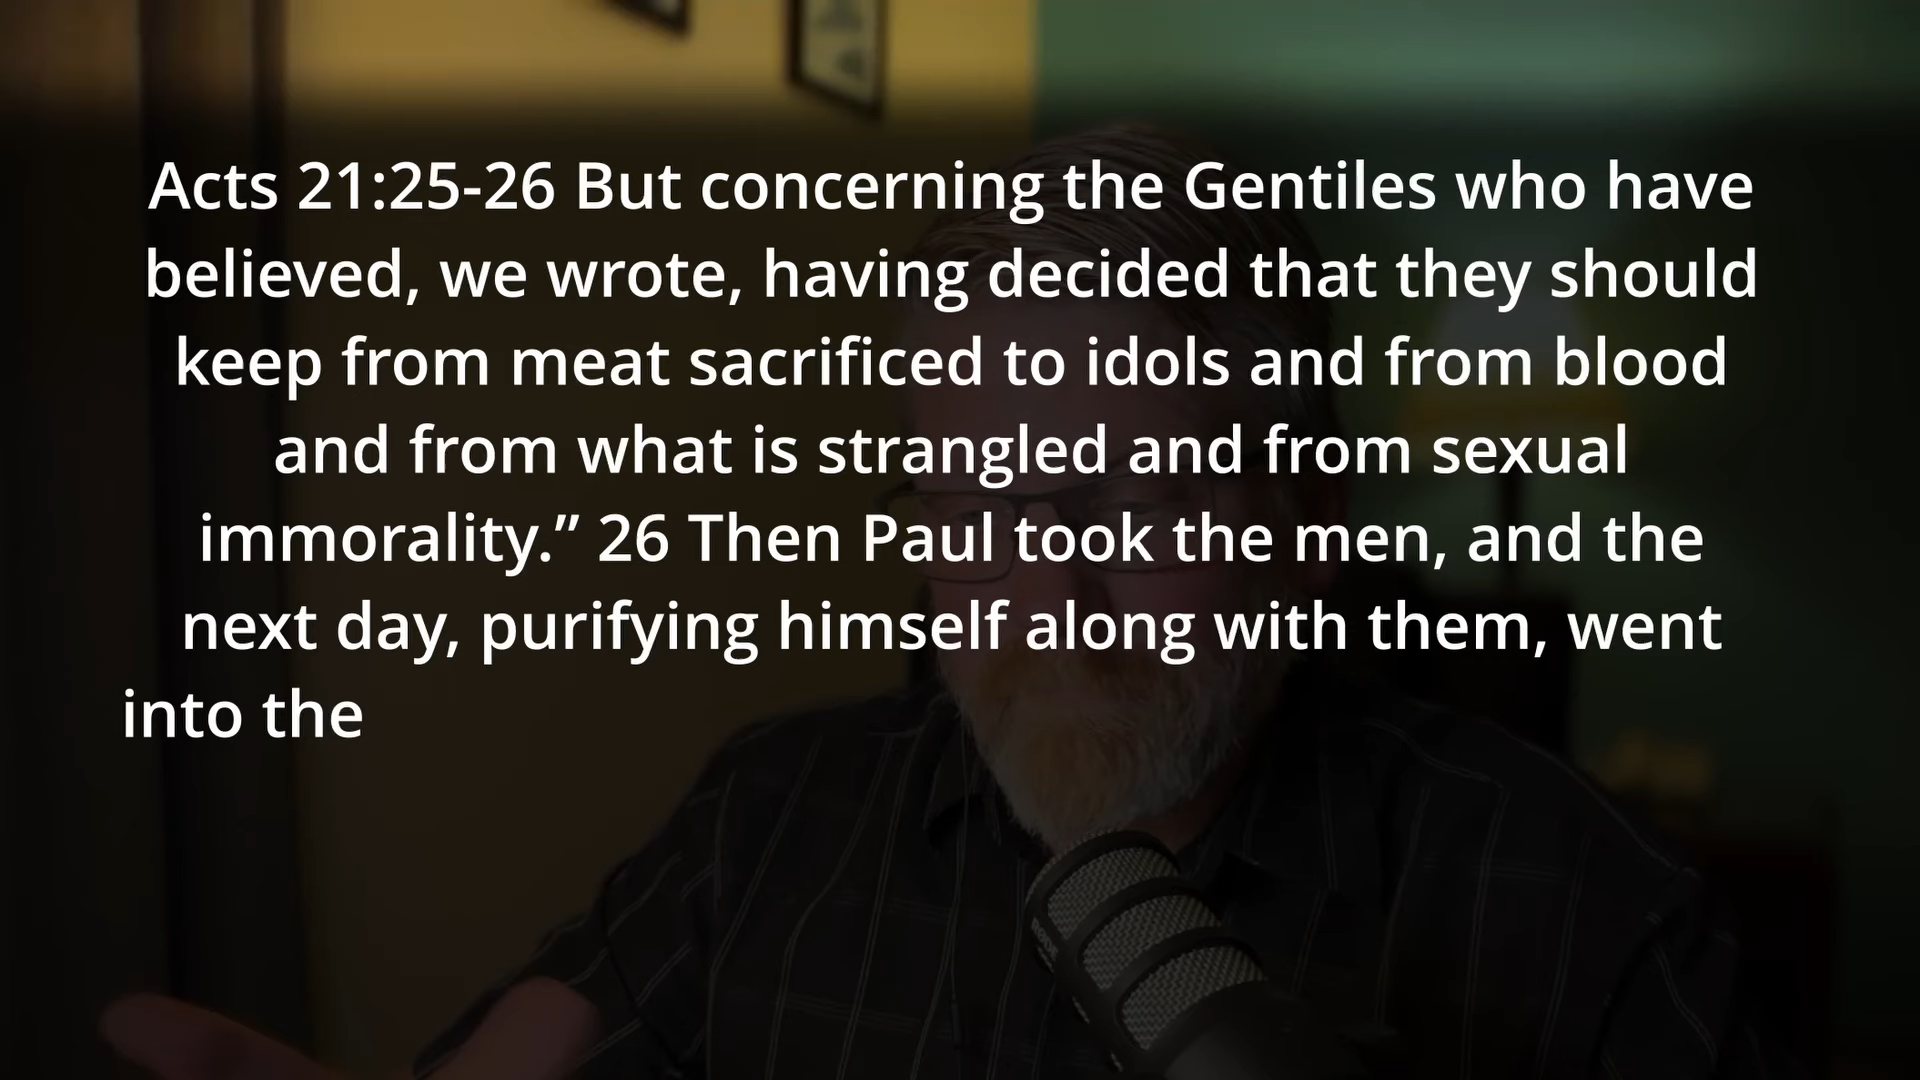 Acts 21:25-26 But concerning the Gentiles who have
believed, we wrote, having decided that they should
keep from meat sacrificed to idols and from blood
and from what is strangled and from sexual
immorality.” 26 Then Paul took the men, and the
next day, purifying himself along with them, went
into the